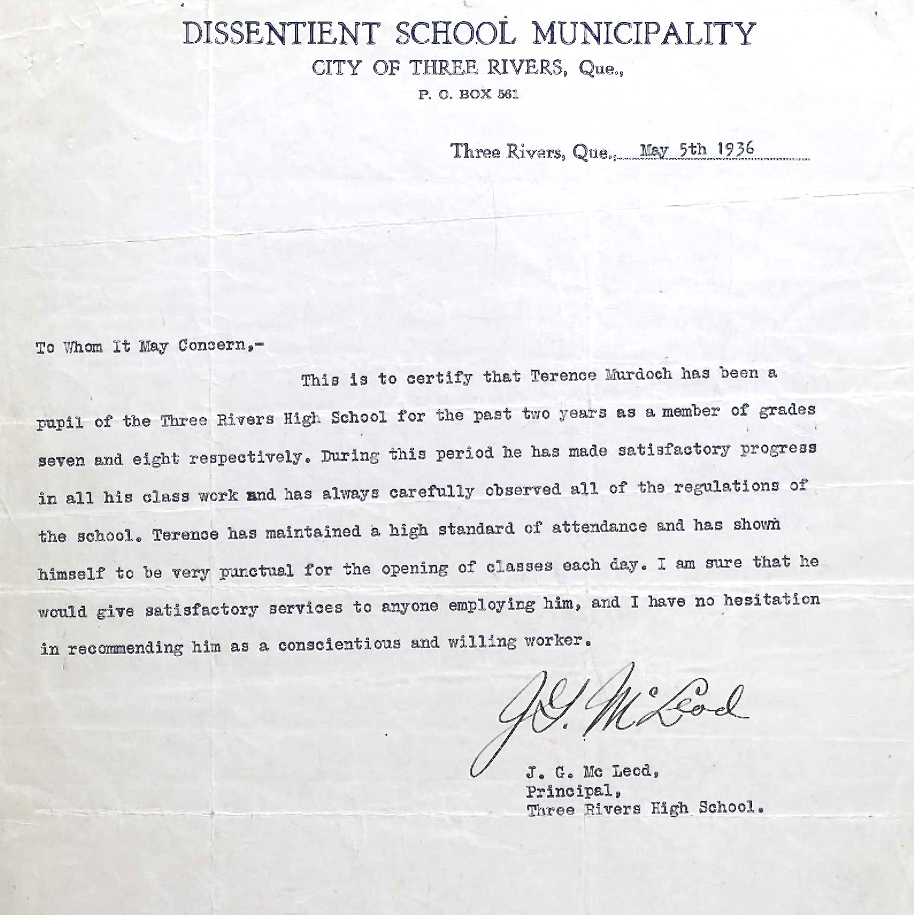 DISSENTIENT SCHOOL MUNICIPALITY
CITY OF THREE RIVERS, Que.,
P. O. BOX 561
Three Rivers, Que., May 5th 1936
To Whom It May Concern,-
This is to certify that Terence Murdoch has been a
pupil of the Three Rivers High School for the past two years as a member of grades
seven and eight respectively. During this period he has made satisfactory progress
in all his class work and has always carefully observed all of the regulations of
the school. Terence has maintained a high standard of attendance and has shown
himself to be very punctual for the opening of classes each day. I am sure that he
would give satisfactory services to anyone employing him, and I have no hesitation
in recommending him as a conscientious and willing worker.
J.G. McLeod
J. G. Mc Leod,
Principal,
Three Rivers High School.